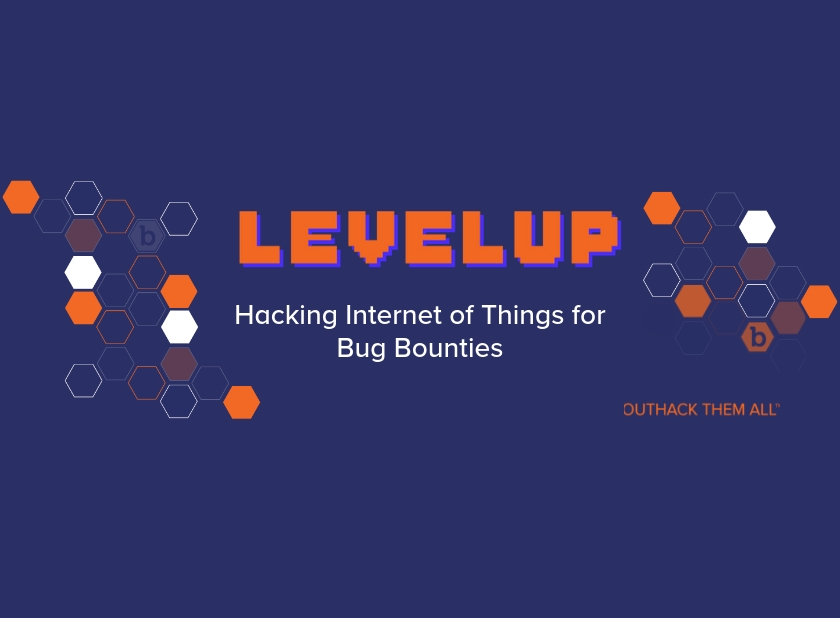 b
LEVELUP
Hacking Internet of Things for
Bug Bounties
b
OUTHACK THEM ALL™